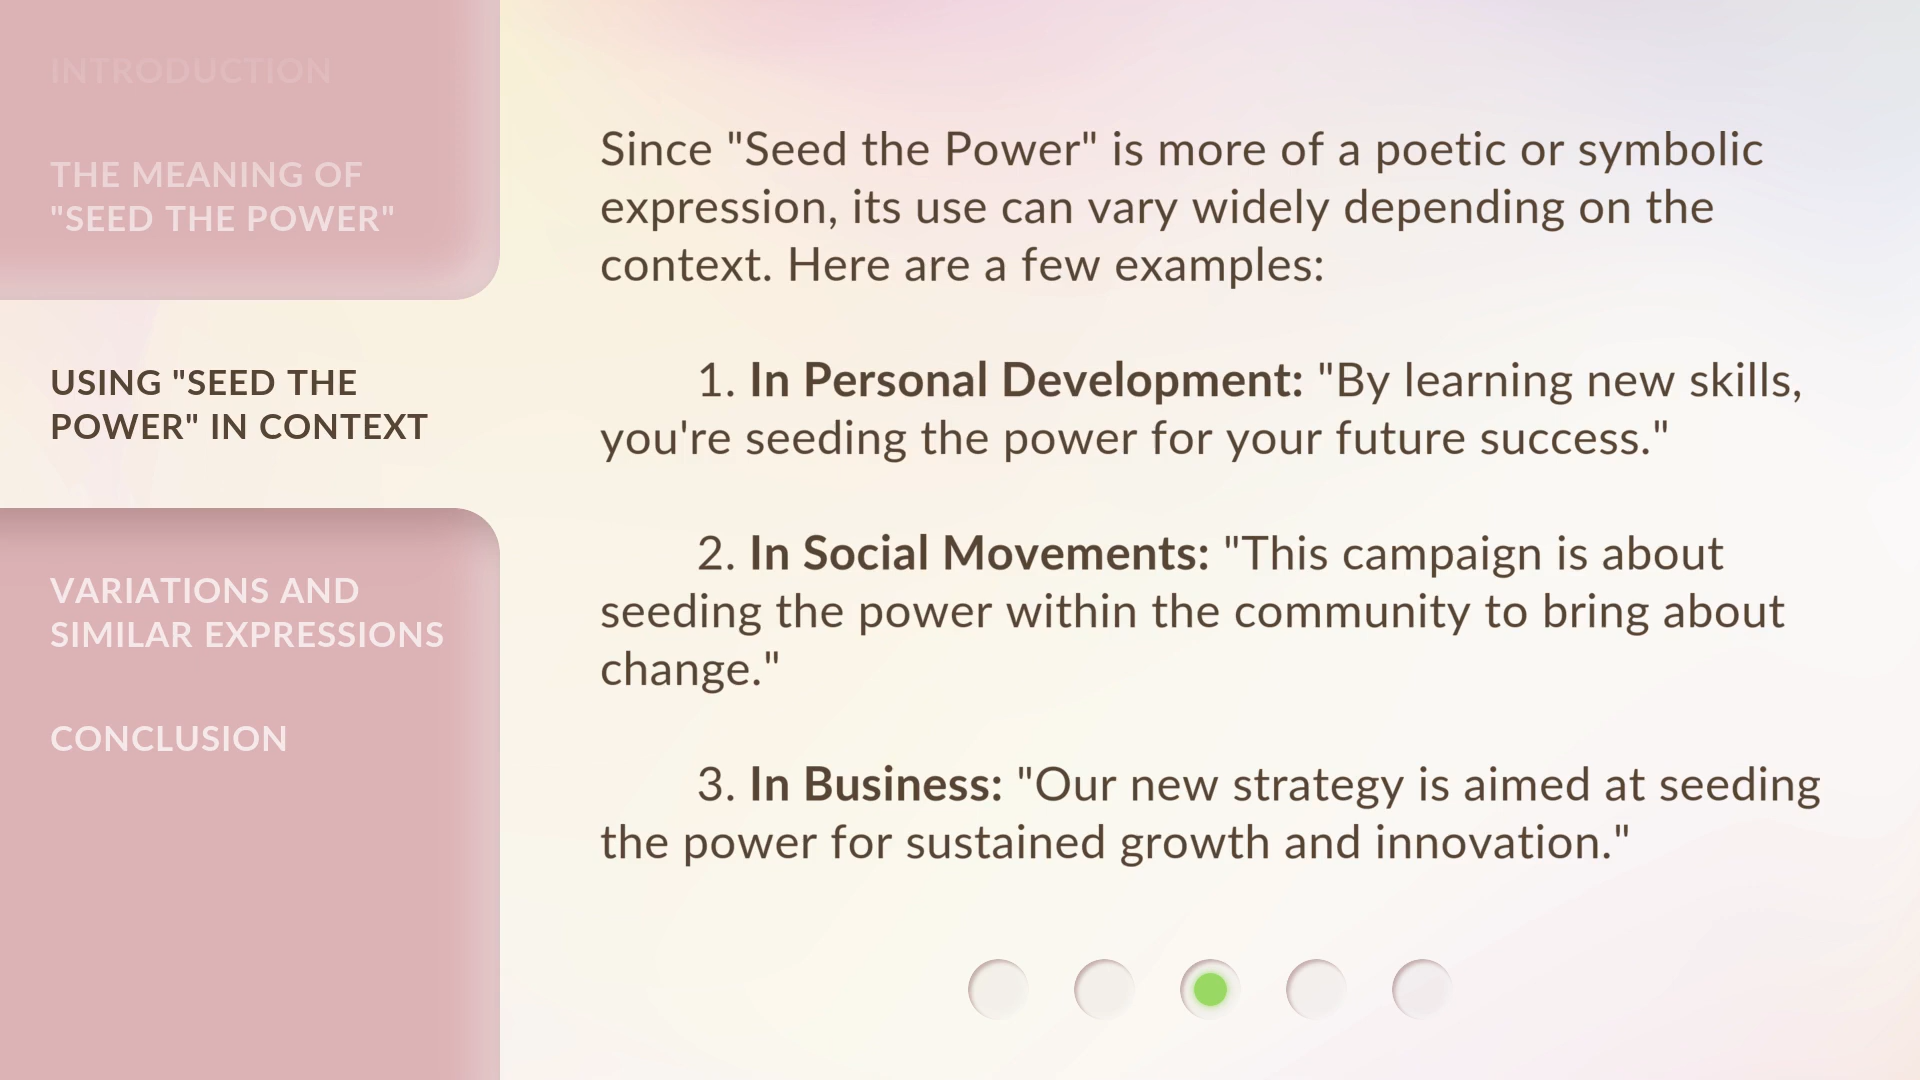 INTRODUCTION
THE MEANING OF
"SEED THE POWER"
USING "SEED THE
POWER" IN CONTEXT
VARIATIONS AND
SIMILAR EXPRESSIONS
CONCLUSION
Since "Seed the Power" is more of a poetic or symbolic
expression, its use can vary widely depending on the
context. Here are a few examples:
1. In Personal Development: "By learning new skills,
you're seeding the power for your future success."
2. In Social Movements: "This campaign is about
seeding the power within the community to bring about
change."
3. In Business: "Our new strategy is aimed at seeding
the power for sustained growth and innovation."